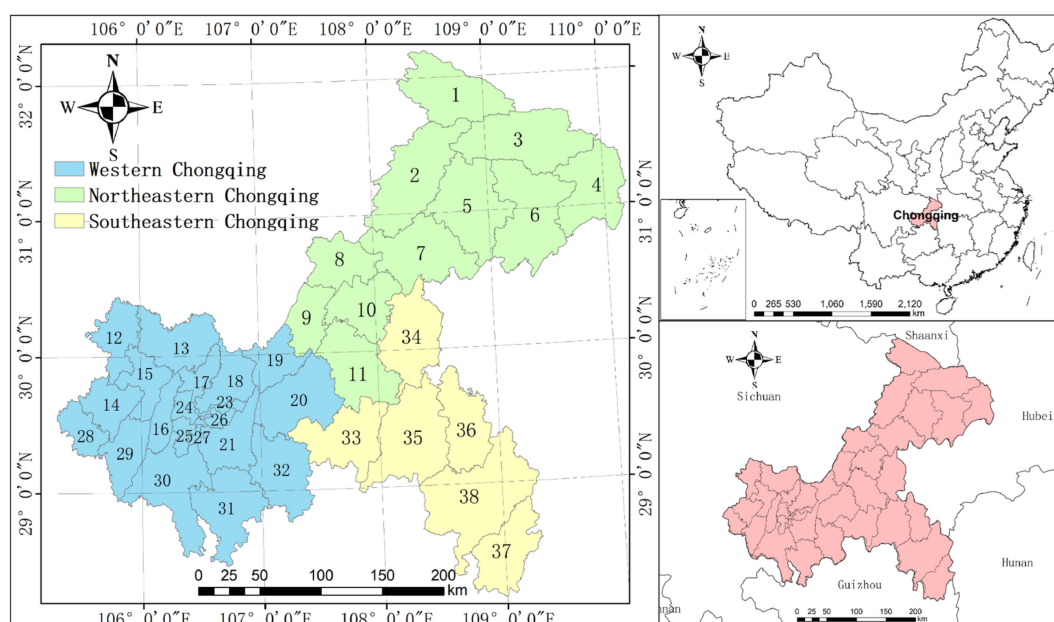 106° 0′0″E 107° 0′0″E 108° 0′0″E 109° 0′0″E 110° 0′0″E
N
W E
S
32° 0′0″N
31° 0′0″N
30° 0′0″N
29° 0′0″N
Western Chongqing
Northeastern Chongqing
Southeastern Chongqing
1
2
3
4
5
6
7
8
9
10
11
12
13
14
15
16
17
18
19
20
21
23
24
25
26
27
28
29
30
31
32
33
34
35
36
37
38
0 25 50 100 150 200
km
106° 0′0″E 107° 0′0″E 108° 0′0″E 109° 0′0″E
32° 0′0″N
31° 0′0″N
30° 0′0″N
29° 0′0″N
N
W E
S
Chongqing
0 265 530 1,060 1,590 2,120
km
N
W E
S
Shaanxi
Sichuan
Hubei
Hunan
Guizhou
0 25 50 100 150 200
km